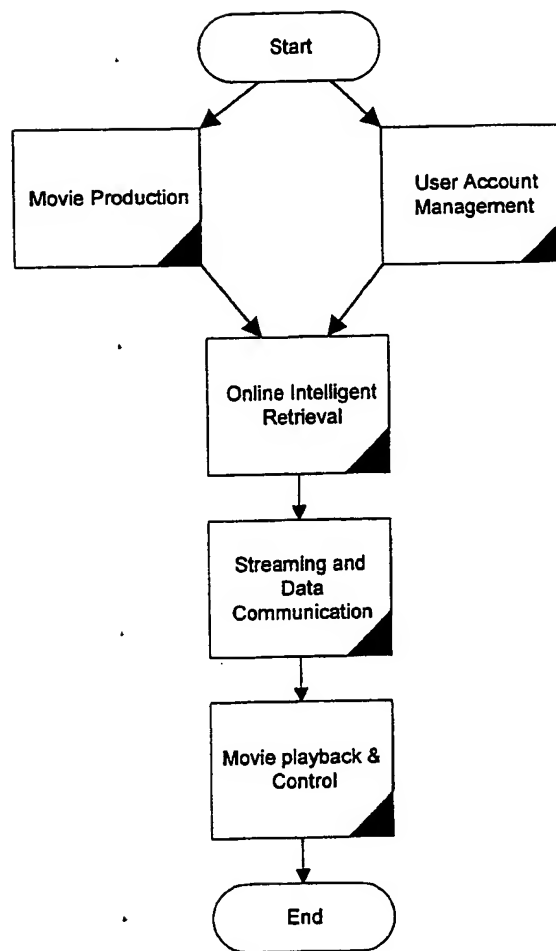 Start
Movie Production
User Account
Management
Online Intelligent
Retrieval
Streaming and
Data
Communication
Movie playback &
Control
End